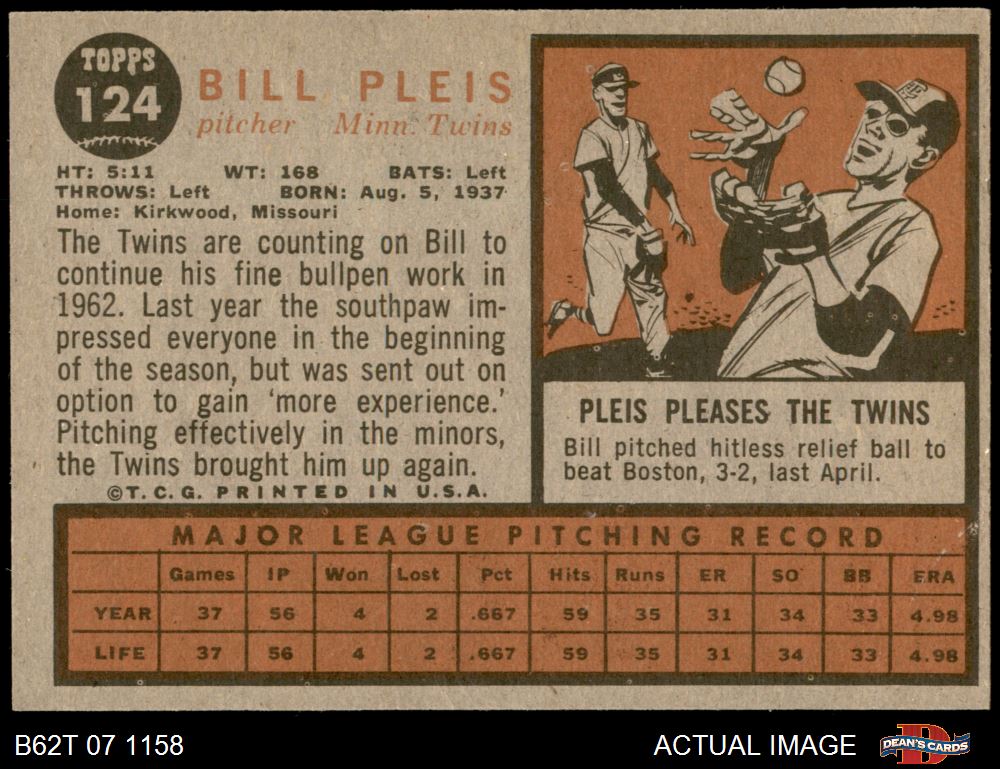 TOPPS
124
BILL PLEIS
pitcher Minn. Twins
HT: 5:11 WT: 168 BATS: Left
THROWS: Left BORN: Aug. 5, 1937
Home: Kirkwood, Missouri
The Twins are counting on Bill to
continue his fine bullpen work in
1962. Last year the southpaw im-
pressed everyone in the beginning
of the season, but was sent out on
option to gain ‘more experience.’
Pitching effectively in the minors,
the Twins brought him up again.
©T.C.G. PRINTED IN U.S.A.
PLEIS PLEASES THE TWINS
Bill pitched hitless relief ball to
beat Boston, 3-2, last April.
MAJOR LEAGUE PITCHING RECORD
Games IP Won Lost Pct Hits Runs ER SO BB ERA
YEAR 37 56 4 2 .667 59 35 31 34 33 4.98
LIFE 37 56 4 2 .667 59 35 31 34 33 4.98
B62T 07 1158
ACTUAL IMAGE
DEAN'S CARDS